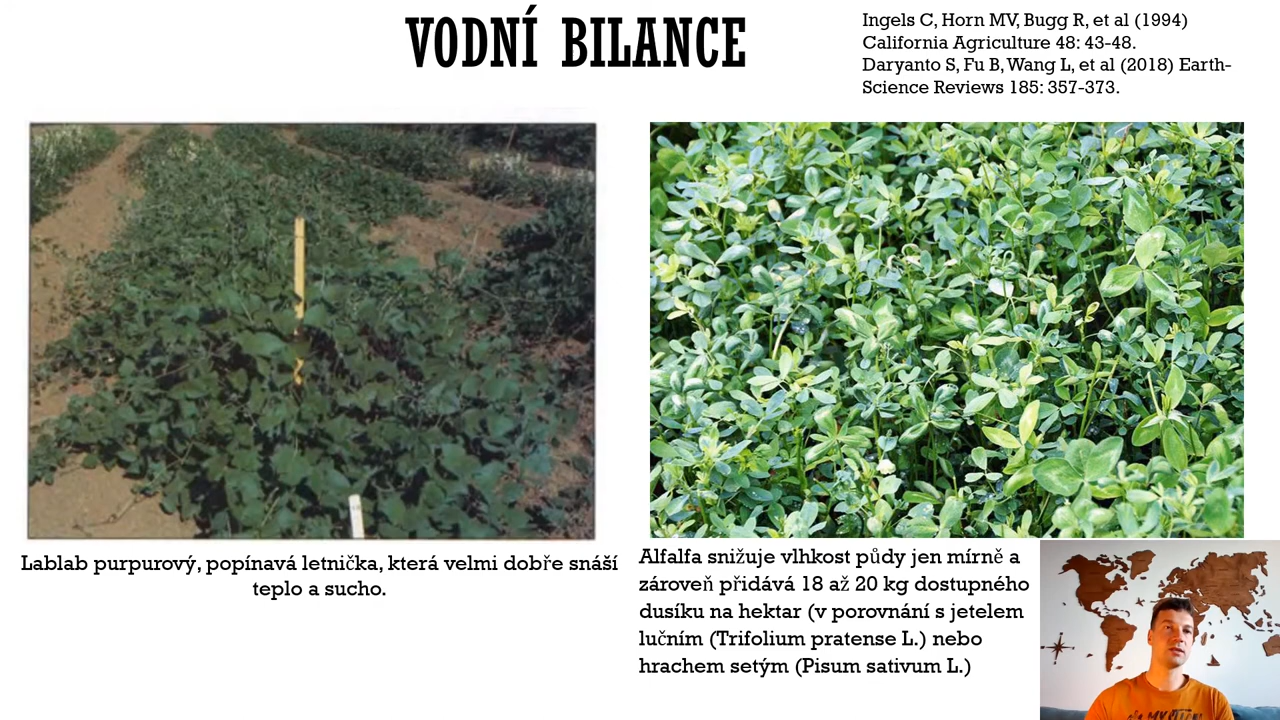 VODNÍ BILANCE
Ingels C, Horn MV, Bugg R, et al (1994)
California Agriculture 48: 43-48.
Daryanto S, Fu B, Wang L, et al (2018) Earth-
Science Reviews 185: 357-373.
Lablab purpurový, popínavá letnička, která velmi dobře snáší
teplo a sucho.
Alfalfa snižuje vlhkost půdy jen mírně a
zároveň přidává 18 až 20 kg dostupného
dusíku na hektar (v porovnání s jetelem
lučním (Trifolium pratense L.) nebo
hrachem setým (Pisum sativum L.)